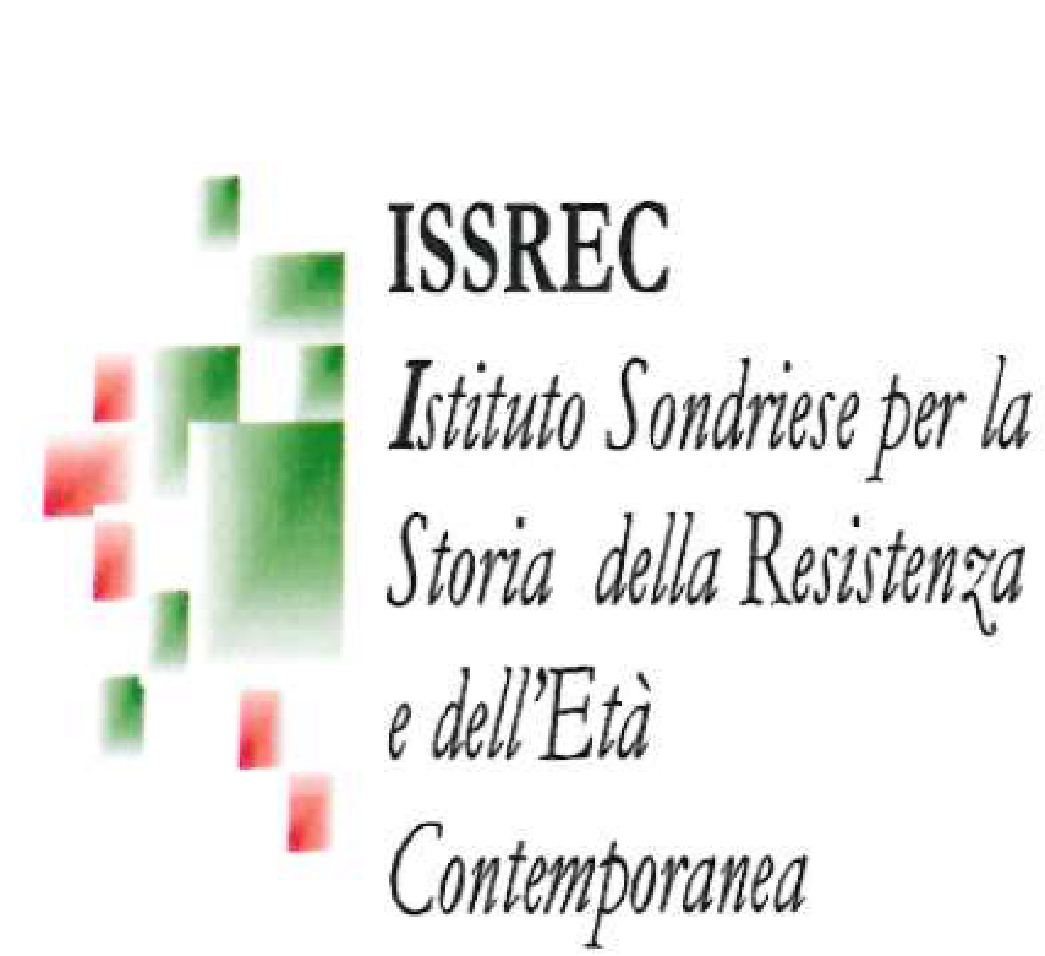 ISSREC
Istituto Sondriese per la
Storia della Resistenza
e dell'Età
Contemporanea